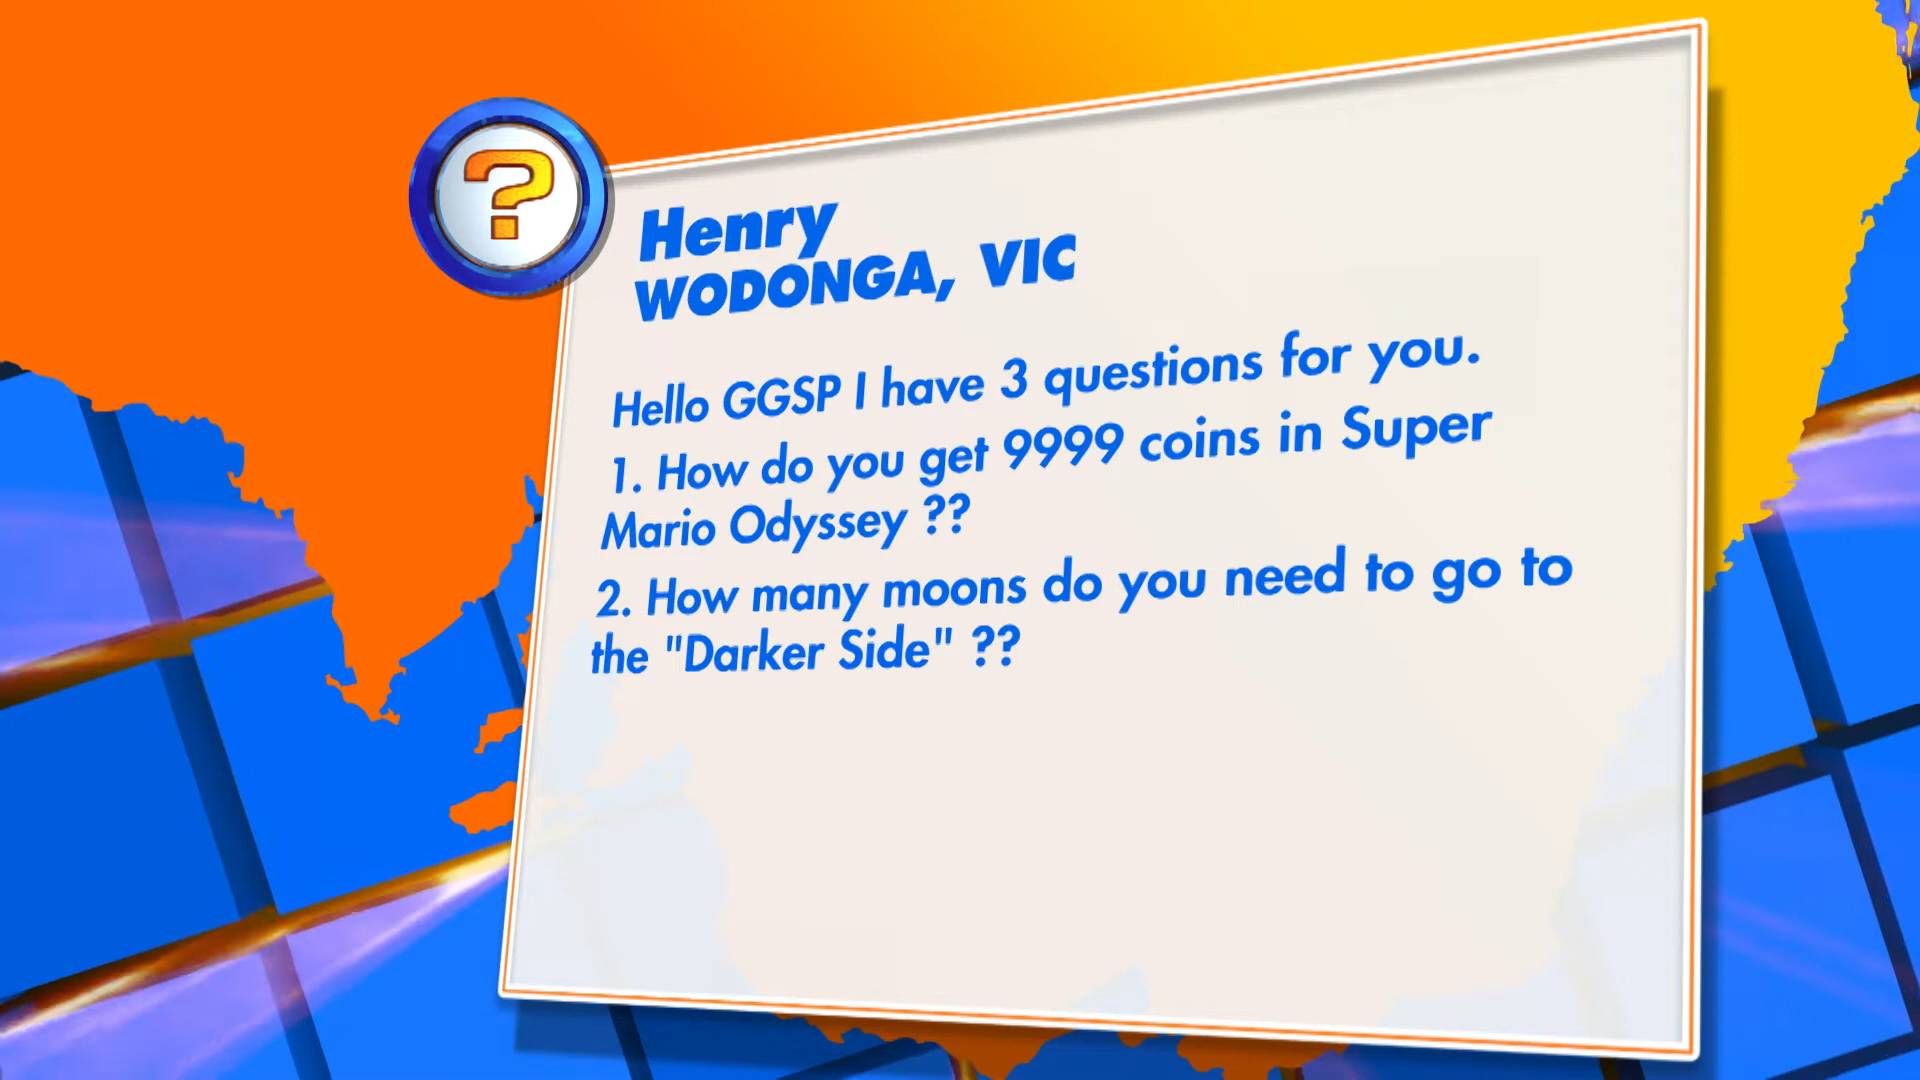 ?
Henry
WODONGA, VIC
Hello GGSP I have 3 questions for you.
1. How do you get 9999 coins in Super
Mario Odyssey ??
2. How many moons do you need to go to
the "Darker Side" ??